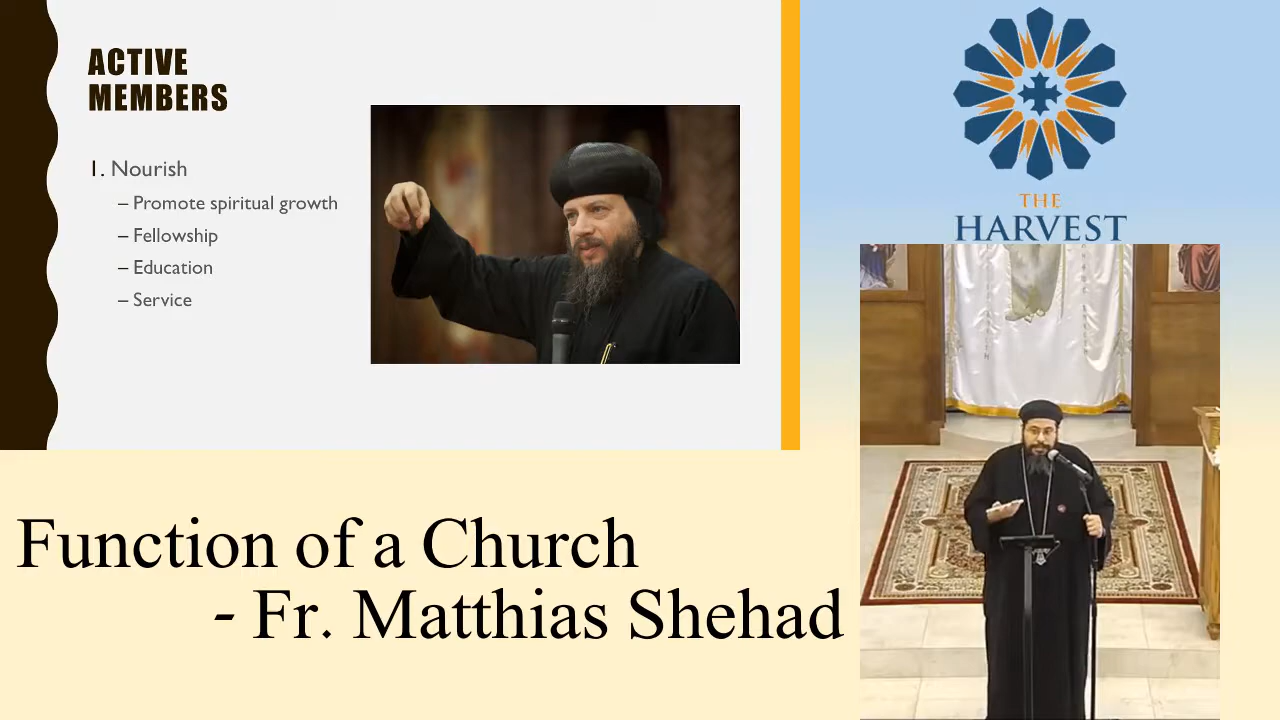 ACTIVE
MEMBERS
1. Nourish
– Promote spiritual growth
– Fellowship
– Education
– Service
THE
HARVEST
Function of a Church
- Fr. Matthias Shehad